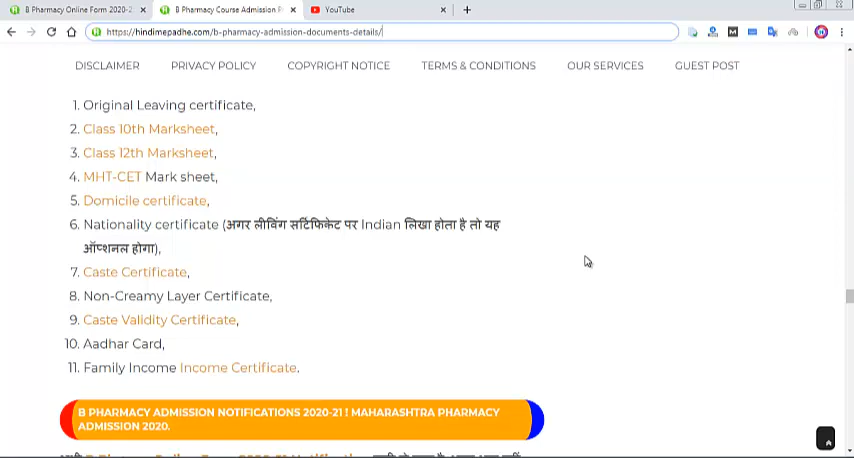 B Pharmacy Online Form 2020-2
B Pharmacy Course Admission P
YouTube
https://hindimepadhe.com/b-pharmacy-admission-documents-details/
DISCLAIMER PRIVACY POLICY COPYRIGHT NOTICE TERMS & CONDITIONS OUR SERVICES GUEST POST
1. Original Leaving certificate,
2. Class 10th Marksheet,
3. Class 12th Marksheet,
4. MHT-CET Mark sheet,
5. Domicile certificate,
6. Nationality certificate (अगर लीविंग सर्टिफिकेट पर Indian लिखा होता है तो यह
ऑप्शनल होगा),
7. Caste Certificate,
8. Non-Creamy Layer Certificate,
9. Caste Validity Certificate,
10. Aadhar Card,
11. Family Income Income Certificate.
B PHARMACY ADMISSION NOTIFICATIONS 2020-21 ! MAHARASHTRA PHARMACY
ADMISSION 2020.